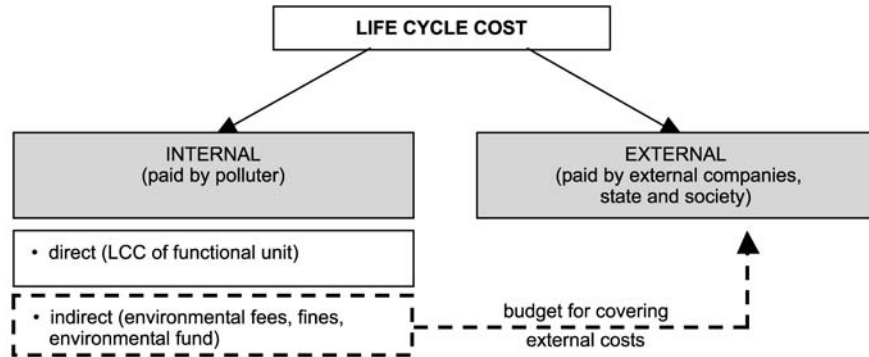 LIFE CYCLE COST
INTERNAL
(paid by polluter)
EXTERNAL
(paid by external companies,
state and society)
• direct (LCC of functional unit)
• indirect (environmental fees, fines,
environmental fund)
budget for covering
external costs